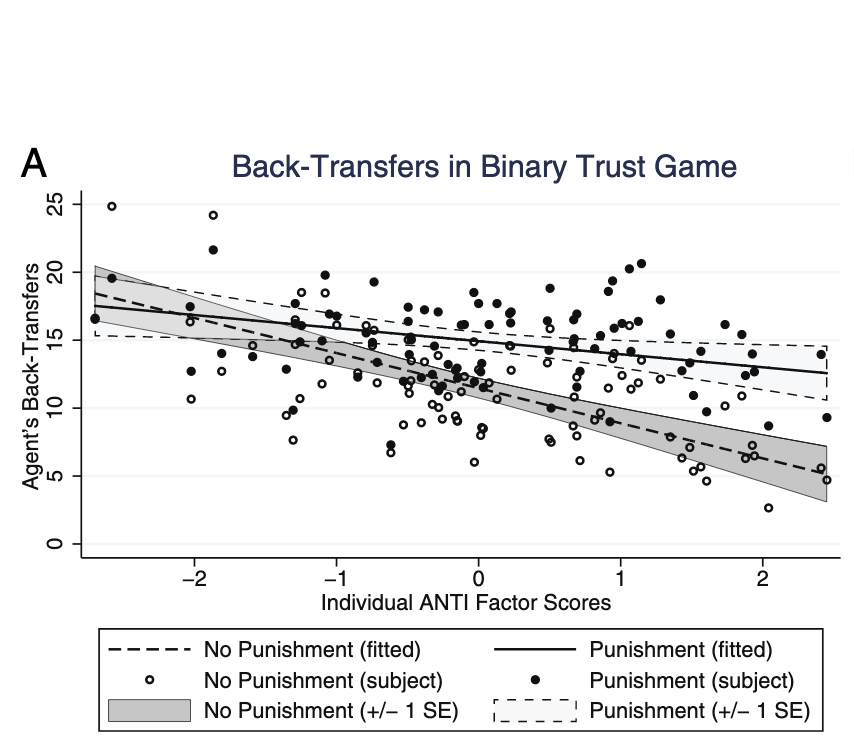 A
Back-Transfers in Binary Trust Game
Agent's Back-Transfers
25
20
15
10
5
0
−2 −1 0 1 2
Individual ANTI Factor Scores
No Punishment (fitted) Punishment (fitted)
No Punishment (subject) Punishment (subject)
No Punishment (+/− 1 SE) Punishment (+/− 1 SE)